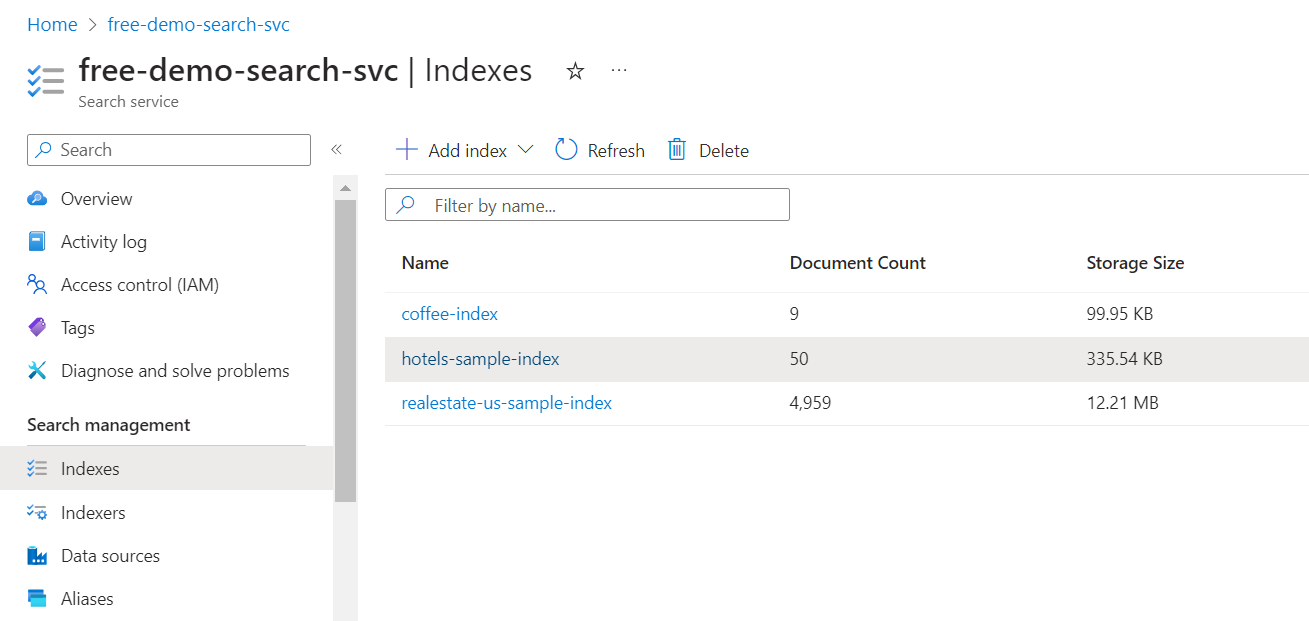 Home > free-demo-search-svc
free-demo-search-svc | Indexes ☆ ...
Search service
Search «
Overview
Activity log
Access control (IAM)
Tags
Diagnose and solve problems
Search management
Indexes
Indexers
Data sources
Aliases
+ Add index Refresh Delete
Filter by name...
Name Document Count Storage Size
coffee-index 9 99.95 KB
hotels-sample-index 50 335.54 KB
realestate-us-sample-index 4,959 12.21 MB